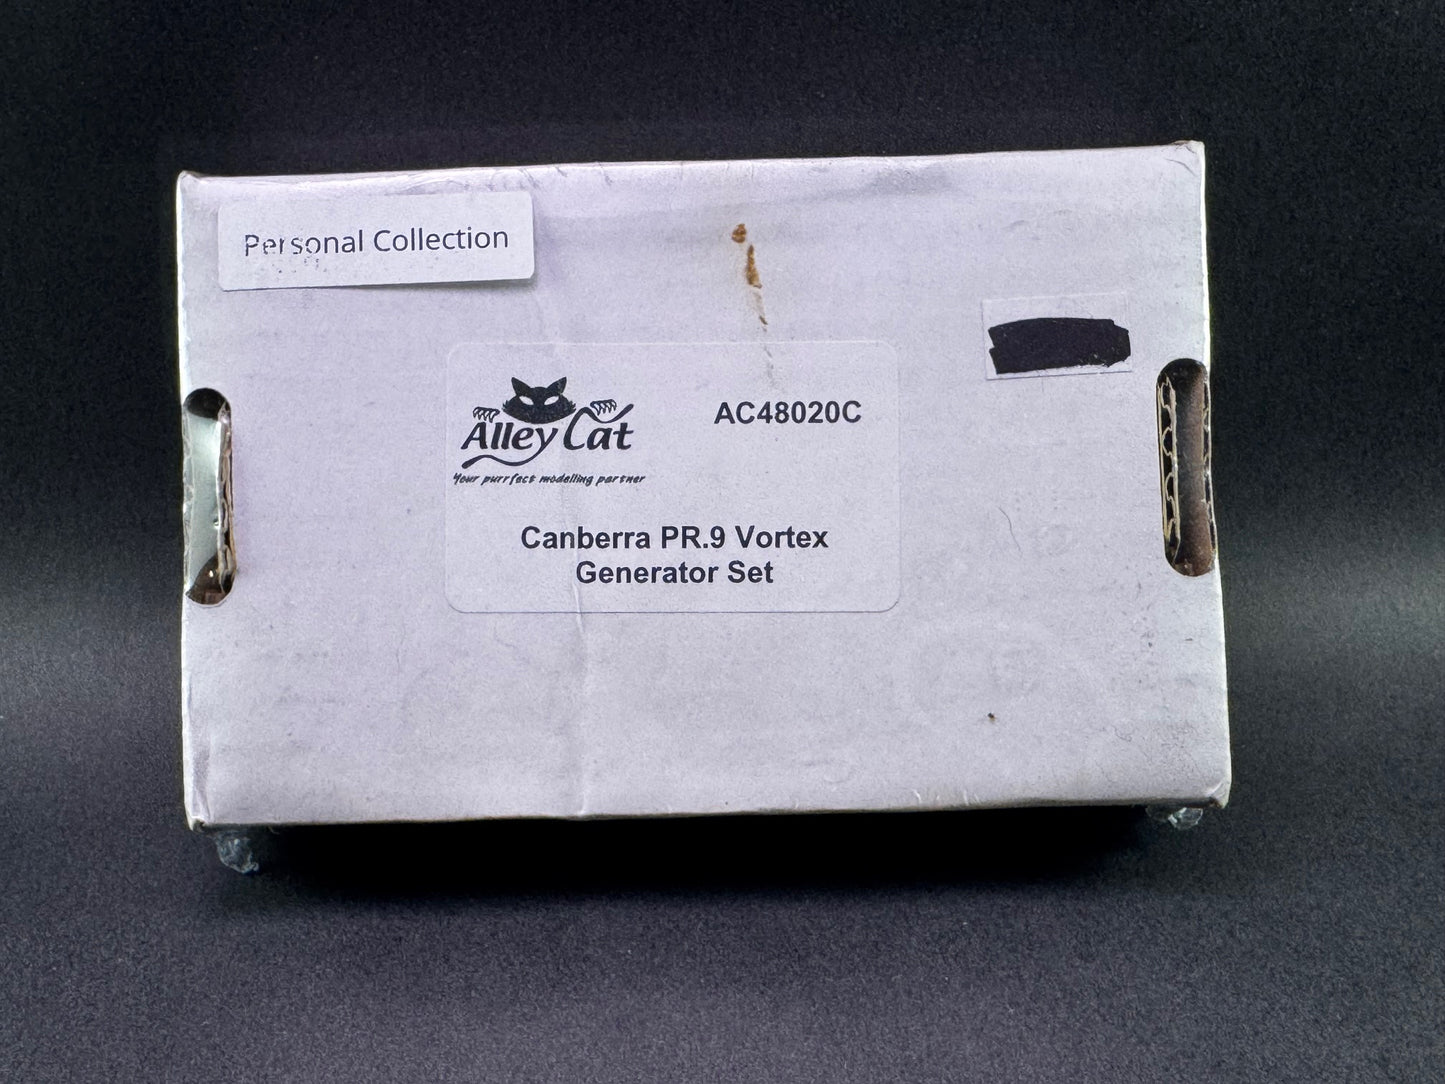 Personal Collection
Alley Cat
AC48020C
Your purrfect modelling partner
Canberra PR.9 Vortex
Generator Set